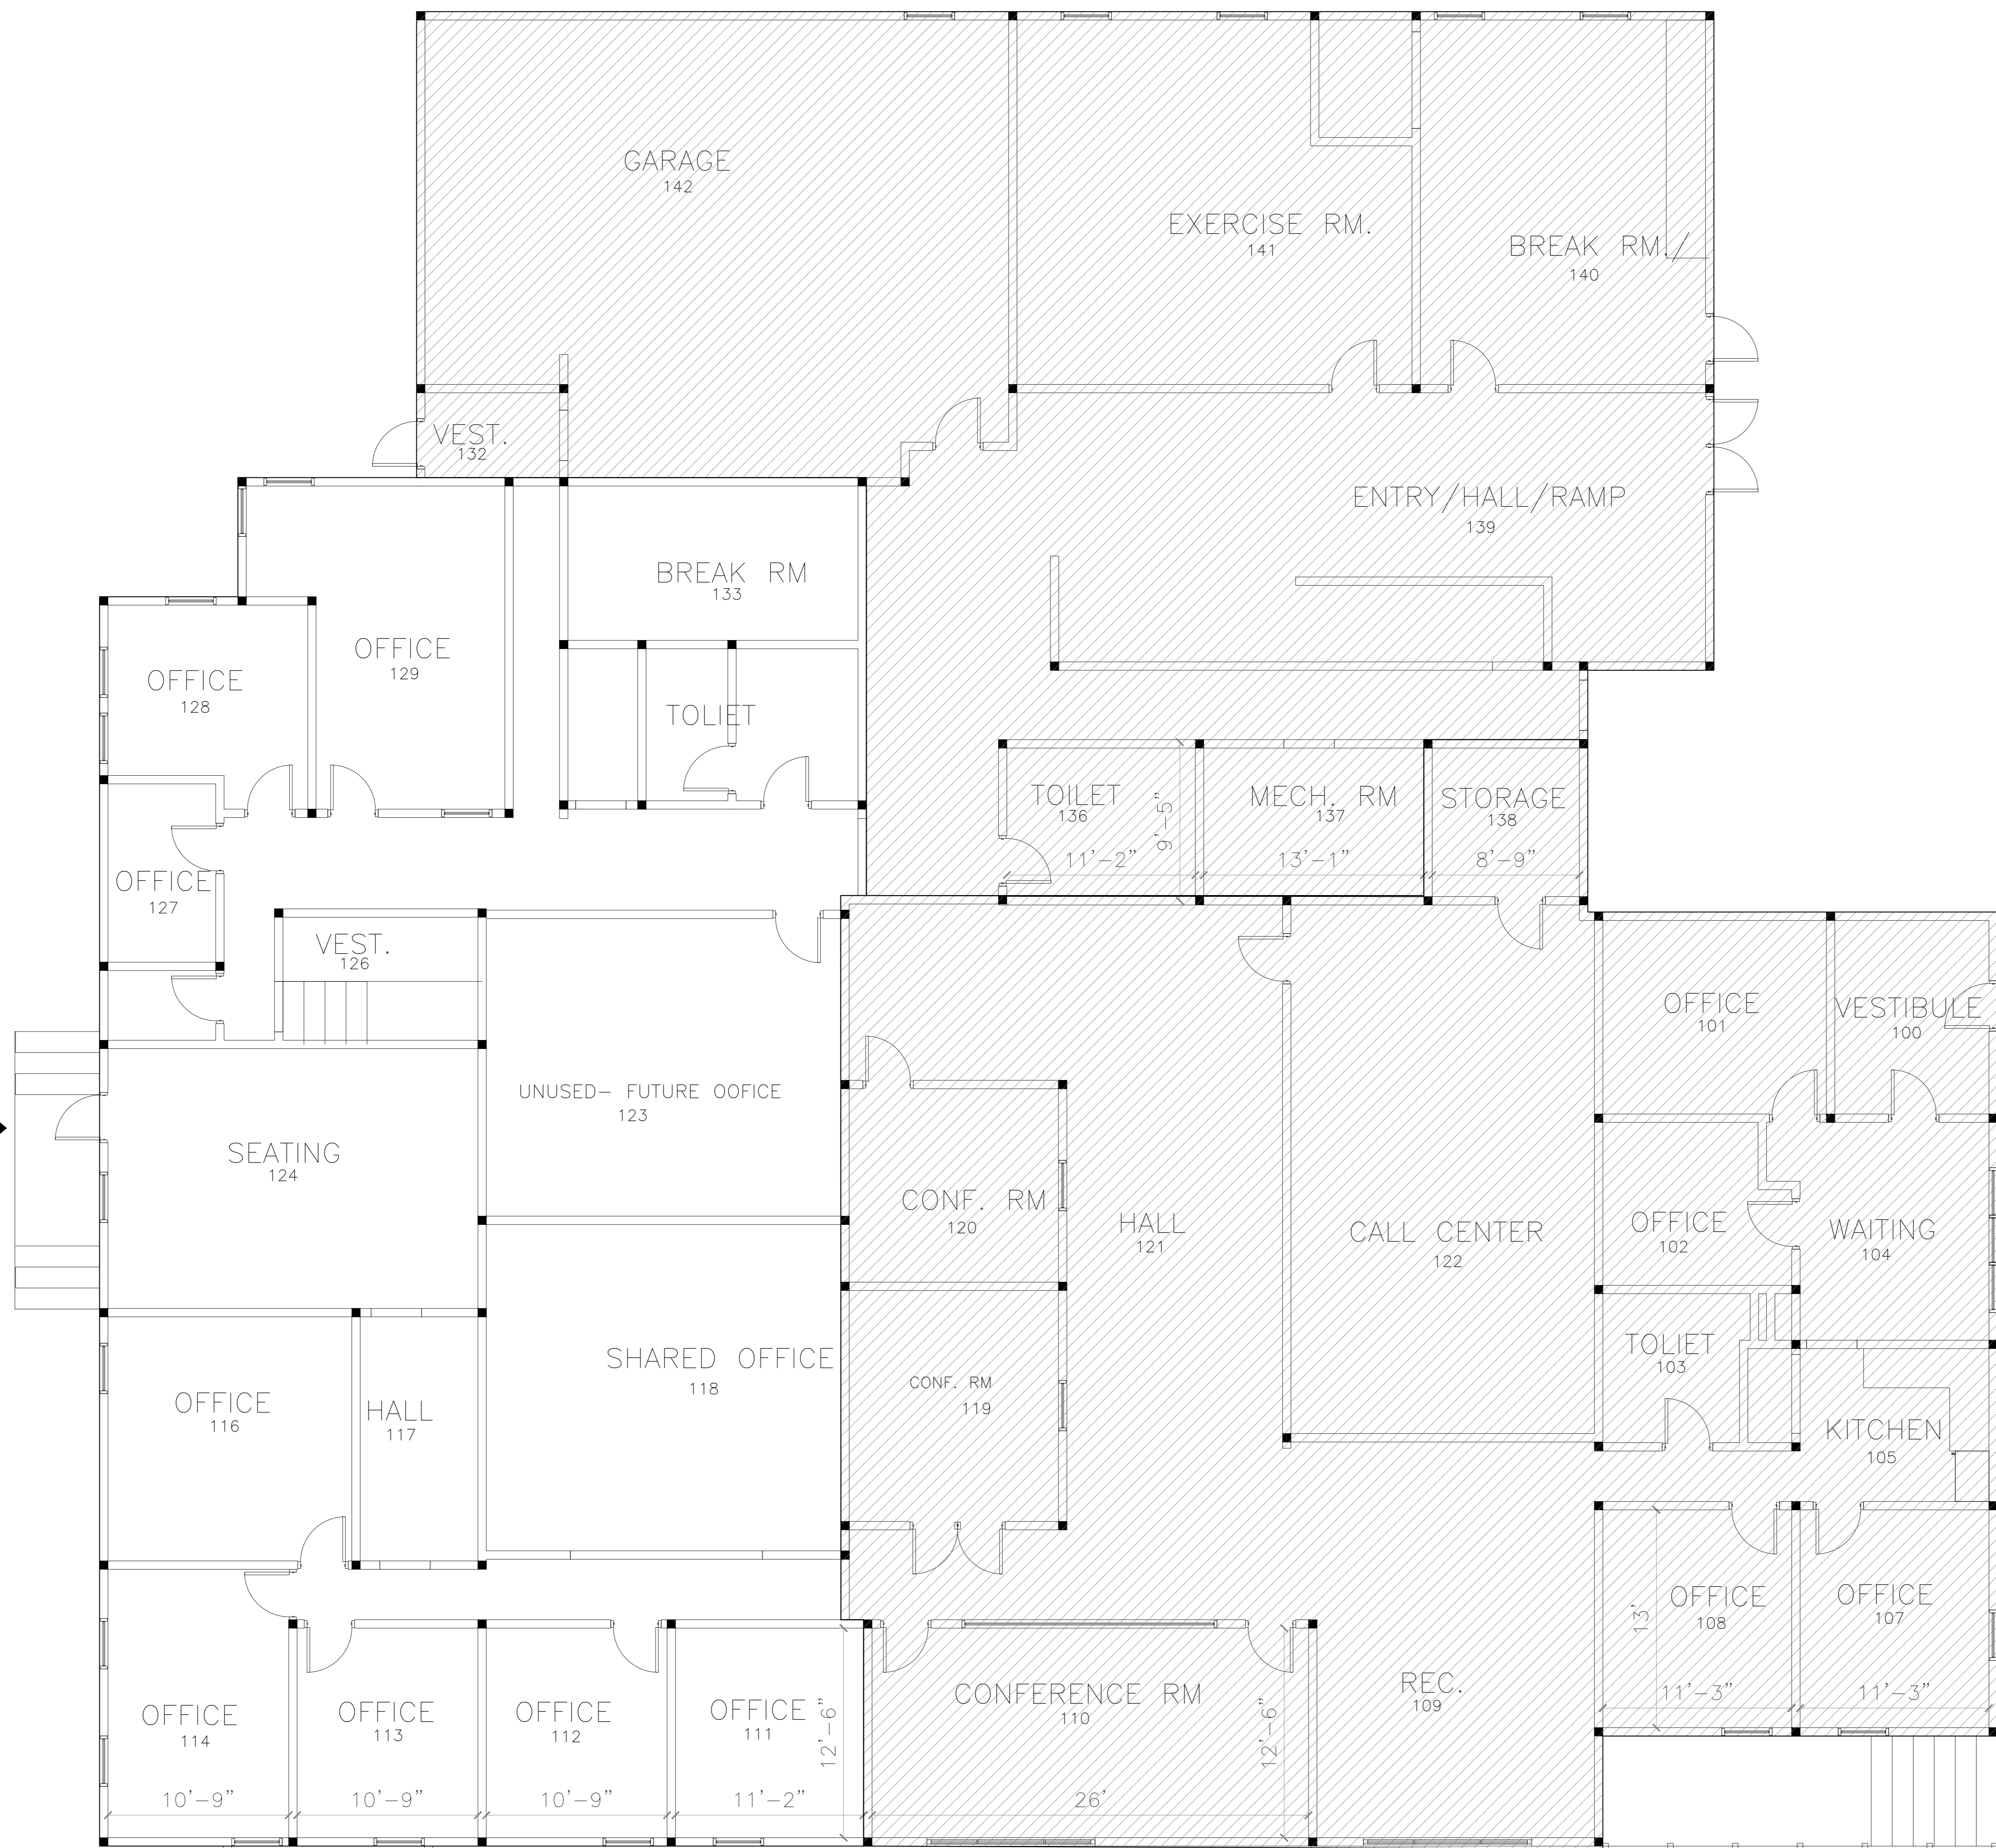 GARAGE
142
EXERCISE RM.
141
BREAK RM./
140
VEST.
132
ENTRY/HALL/RAMP
139
BREAK RM
133
OFFICE
129
OFFICE
128
TOLIET
TOILET
136
11'-2"
9'-5"
MECH. RM
137
13'-1"
STORAGE
138
8'-9"
OFFICE
127
VEST.
126
OFFICE
101
VESTIBULE
100
UNUSED- FUTURE OOFICE
123
SEATING
124
CONF. RM
120
HALL
121
CALL CENTER
122
OFFICE
102
WAITING
104
SHARED OFFICE
118
TOLIET
103
CONF. RM
119
OFFICE
116
HALL
117
KITCHEN
105
OFFICE
108
13'
11'-3"
OFFICE
107
11'-3"
OFFICE
114
10'-9"
OFFICE
113
10'-9"
OFFICE
112
10'-9"
OFFICE
111
11'-2"
12'-6"
CONFERENCE RM
110
26'
12'-6"
REC.
109